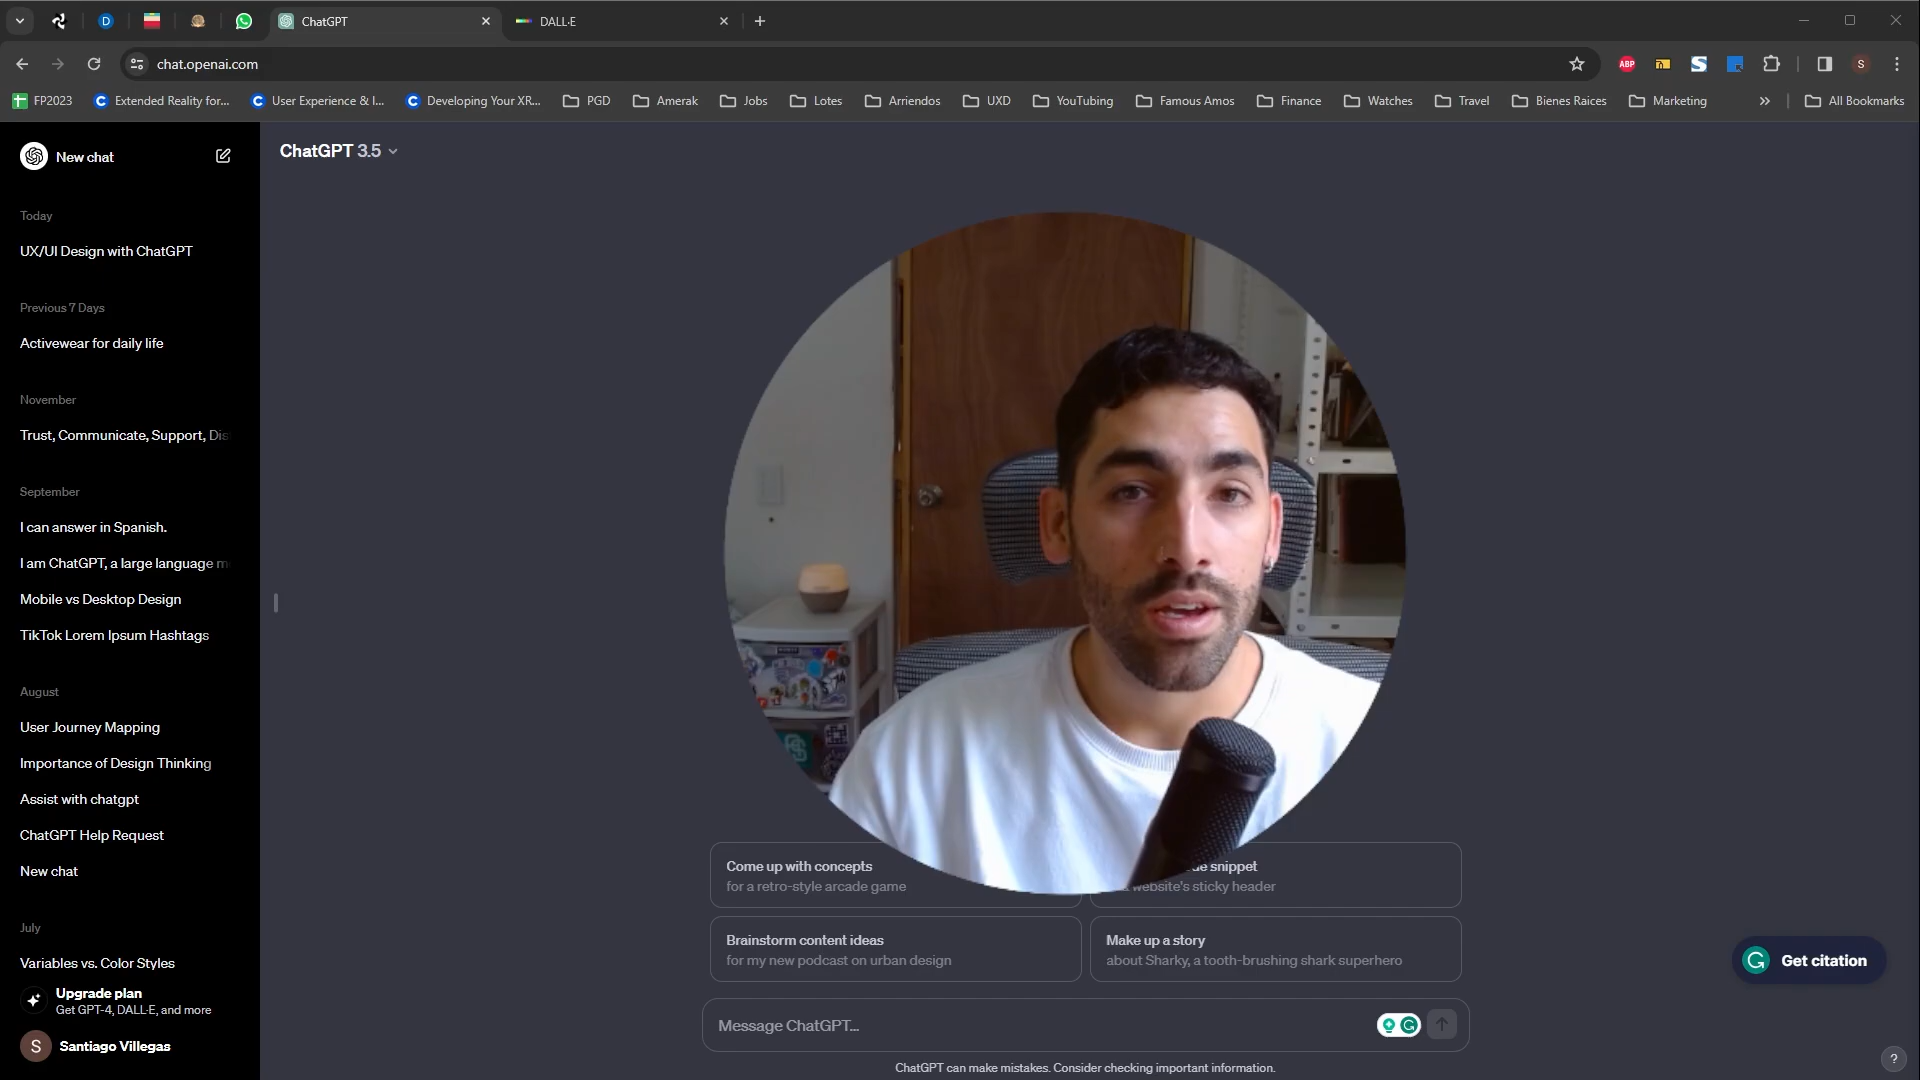 ChatGPT
DALL·E
chat.openai.com
ABP
S
FP2023
Extended Reality for...
User Experience & I...
Developing Your XR...
PGD
Amerak
Jobs
Lotes
Arriendos
UXD
YouTubing
Famous Amos
Finance
Watches
Travel
Bienes Raices
Marketing
All Bookmarks
New chat
Today
UX/UI Design with ChatGPT
Previous 7 Days
Activewear for daily life
November
Trust, Communicate, Support, Dis
September
I can answer in Spanish.
I am ChatGPT, a large language m
Mobile vs Desktop Design
TikTok Lorem Ipsum Hashtags
August
User Journey Mapping
Importance of Design Thinking
Assist with chatgpt
ChatGPT Help Request
New chat
July
Variables vs. Color Styles
Upgrade plan
Get GPT-4, DALL·E, and more
S
Santiago Villegas
ChatGPT 3.5
Come up with concepts
for a retro-style arcade game
snippet
website's sticky header
Brainstorm content ideas
for my new podcast on urban design
Make up a story
about Sharky, a tooth-brushing shark superhero
Message ChatGPT...
ChatGPT can make mistakes. Consider checking important information.
Get citation
?